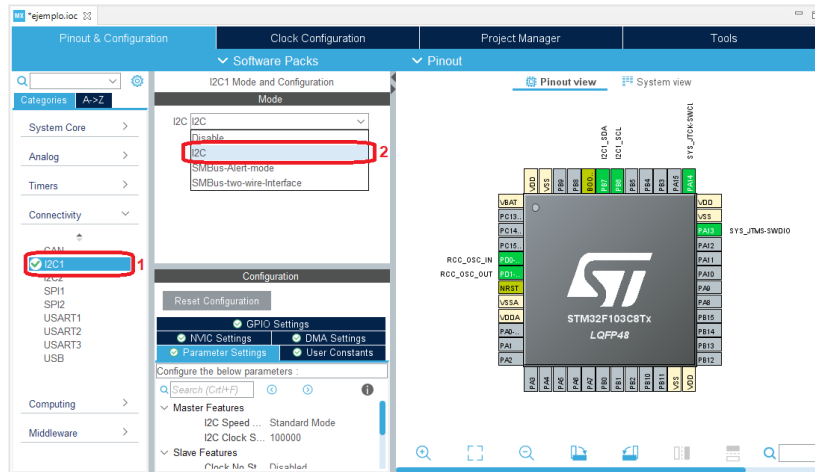 MX *ejemplo.ioc
Pinout & Configuration
Clock Configuration
Project Manager
Tools
Software Packs
Pinout
Categories
A->Z
System Core
Analog
Timers
Connectivity
CAN
I2C1
1
I2C2
SPI1
SPI2
USART1
USART2
USART3
USB
Computing
Middleware
I2C1 Mode and Configuration
Mode
I2C I2C
Disable
I2C
2
SMBus-Alert-mode
SMBus-two-wire-Interface
Configuration
Reset Configuration
GPIO Settings
NVIC Settings
DMA Settings
Parameter Settings
User Constants
Configure the below parameters :
Search (Crtl+F)
Master Features
I2C Speed ... Standard Mode
I2C Clock S... 100000
Slave Features
Clock No St... Disabled
Pinout view
System view
I2C1_SDA
I2C1_SCL
SYS_JTCK-SWCL
VDD
VSS
PB9
PB8
BOO..
PB7
PB6
PB5
PB4
PB3
PA15
PA14
VBAT
PC13..
PC14..
PC15..
RCC_OSC_IN PD0-..
RCC_OSC_OUT PD1-..
NRST
VSSA
VDDA
PA0-..
PA1
PA2
VDD
VSS
PA13 SYS_JTMS-SWDIO
PA12
PA11
PA10
PA9
PA8
PB15
PB14
PB13
PB12
STM32F103C8Tx
LQFP48
PA3
PA4
PA5
PA6
PA7
PB0
PB1
PB2
PB10
PB11
VSS
VDD